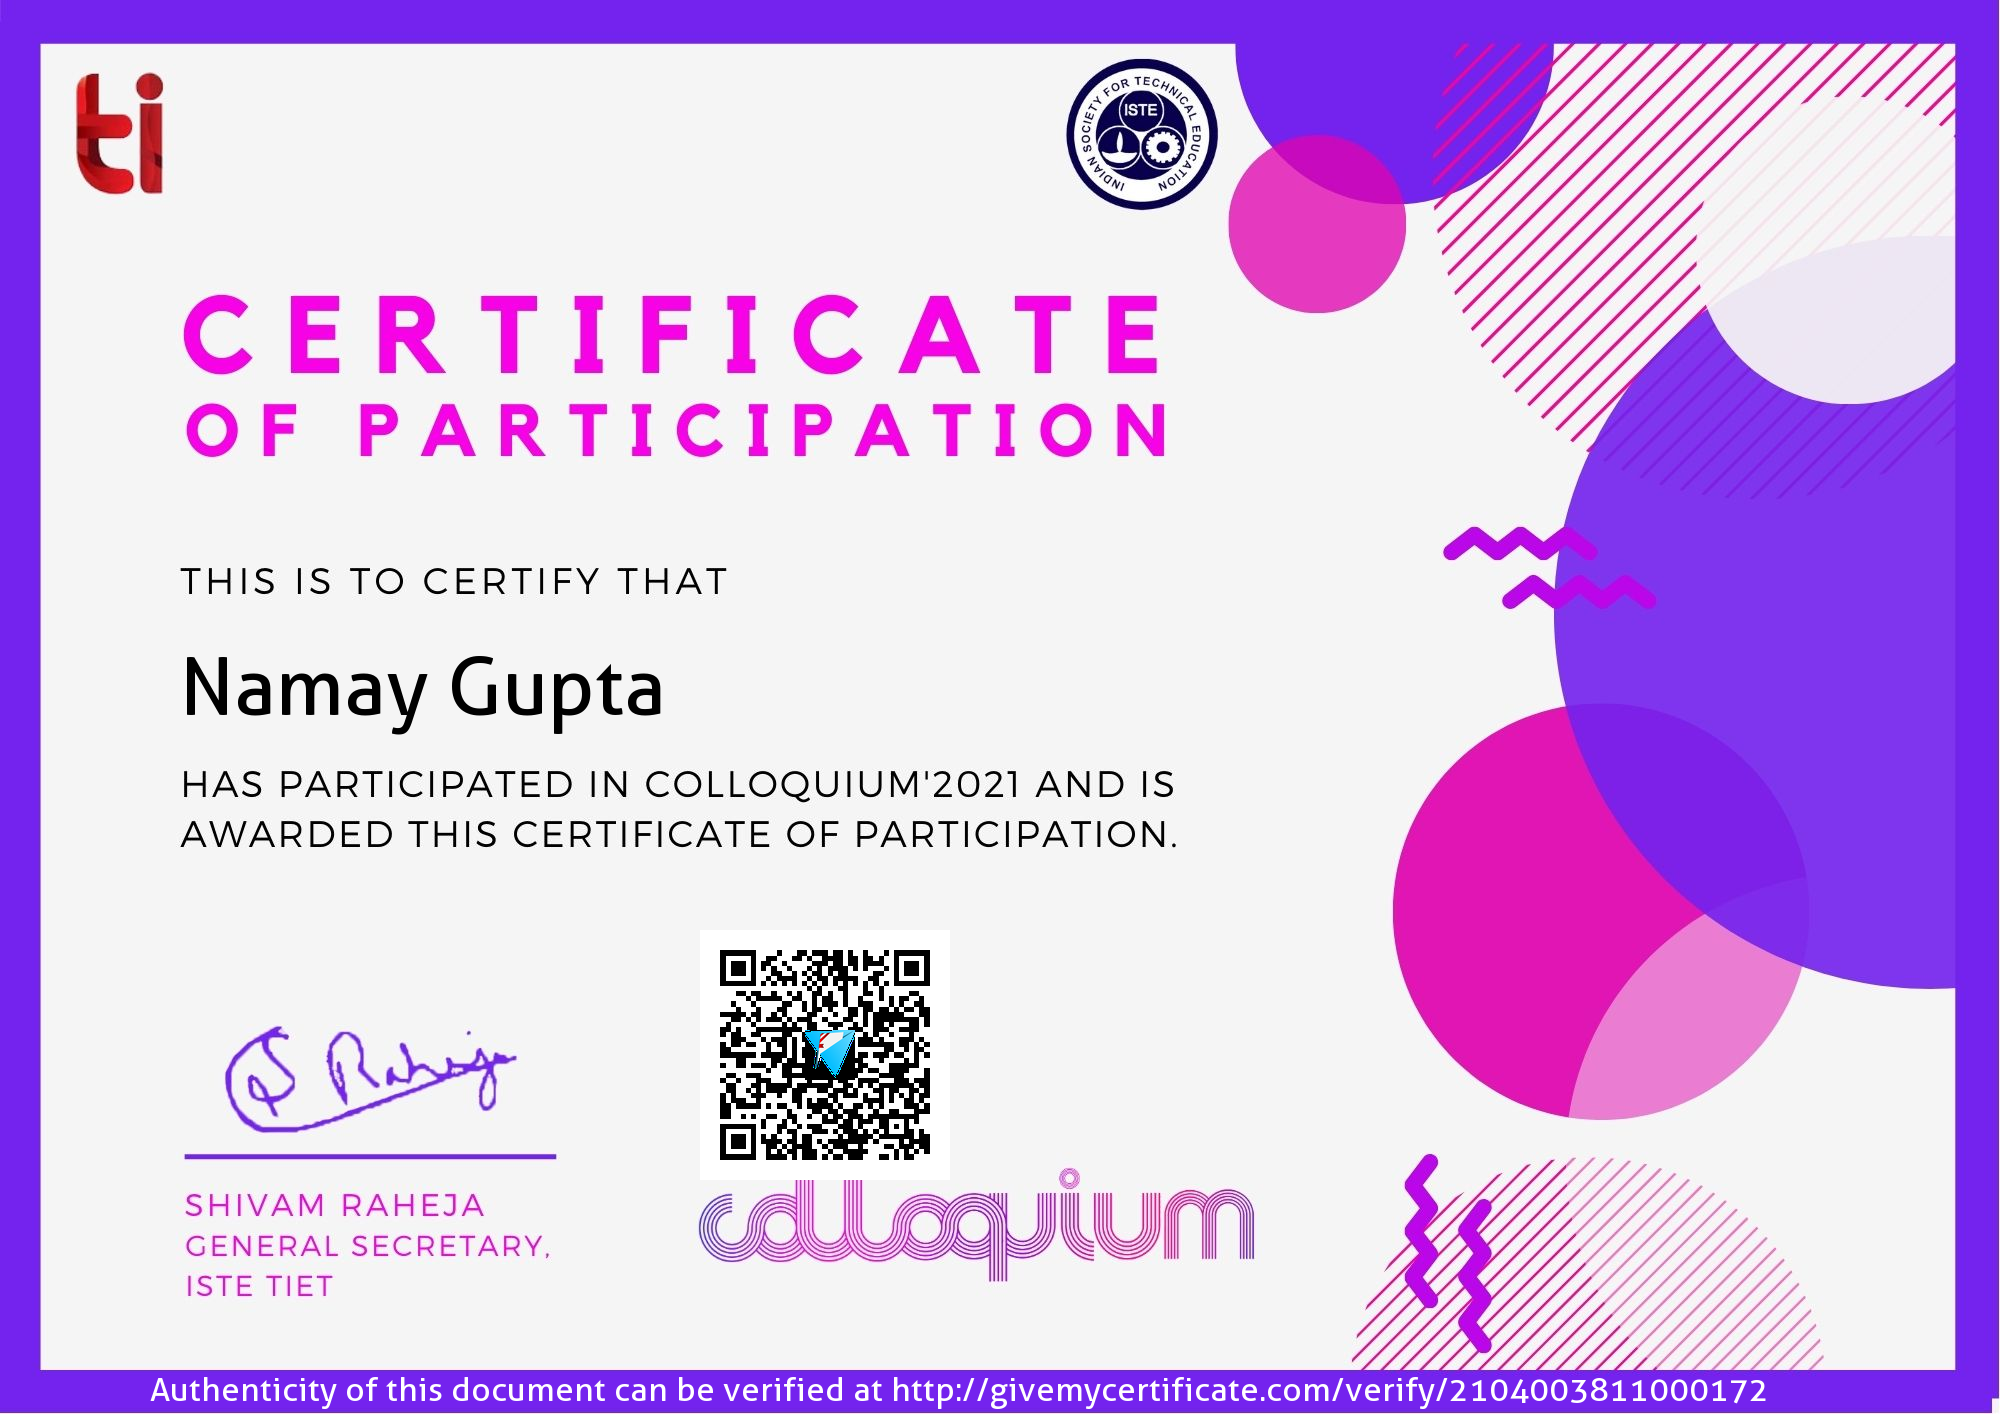 ti
INDIAN SOCIETY FOR TECHNICAL EDUCATION
ISTE
CERTIFICATE
OF PARTICIPATION
THIS IS TO CERTIFY THAT
Namay Gupta
HAS PARTICIPATED IN COLLOQUIUM'2021 AND IS
AWARDED THIS CERTIFICATE OF PARTICIPATION.
S Raheja
SHIVAM RAHEJA
GENERAL SECRETARY,
ISTE TIET
colloquium
Authenticity of this document can be verified at http://givemycertificate.com/verify/2104003811000172